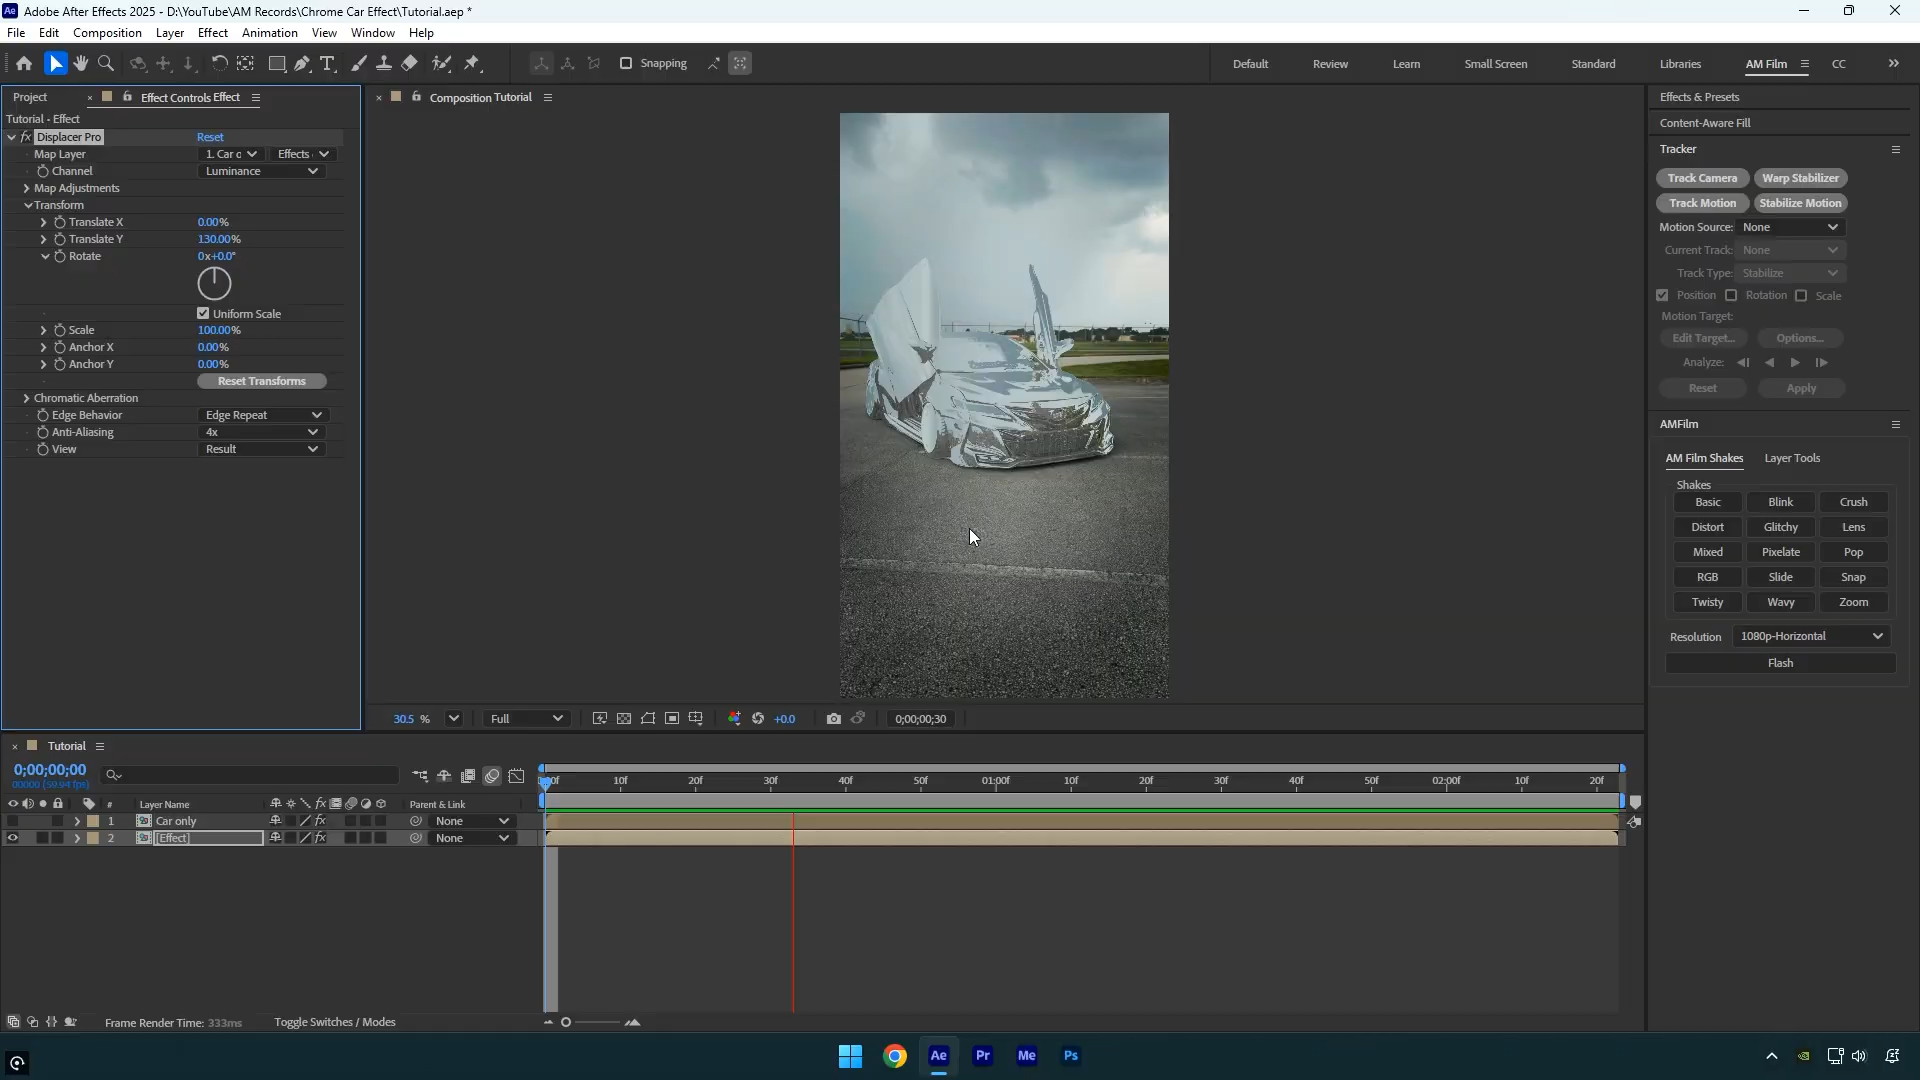 Adobe After Effects 2025 - D:\YouTube\AM Records\Chrome Car Effect\Tutorial.aep *
File Edit Composition Layer Effect Animation View Window Help
Snapping Default Review Learn Small Screen Standard Libraries AM Film CC
Project Effect Controls Effect
Tutorial - Effect
Displacer Pro Reset
Map Layer 1. Car o Effects
Channel Luminance
Map Adjustments
Transform
Translate X 0.00%
Translate Y 130.00%
Rotate 0x+0.0°
Uniform Scale
Scale 100.00%
Anchor X 0.00%
Anchor Y 0.00%
Reset Transforms
Chromatic Aberration
Edge Behavior Edge Repeat
Anti-Aliasing 4x
View Result
Composition Tutorial
30.5 % Full +0.0 0;00;00;30
Effects & Presets
Content-Aware Fill
Tracker
Track Camera Warp Stabilizer
Track Motion Stabilize Motion
Motion Source: None
Current Track: None
Track Type: Stabilize
Position Rotation Scale
Motion Target:
Edit Target... Options...
Analyze:
Reset Apply
AMFilm
AM Film Shakes Layer Tools
Shakes
Basic Blink Crush
Distort Glitchy Lens
Mixed Pixelate Pop
RGB Slide Snap
Twisty Wavy Zoom
Resolution 1080p-Horizontal
Flash
Tutorial
0;00;00;00
00000 (59.94 fps)
10f 20f 30f 40f 50f 01:00f 10f 20f 30f 40f 50f 02:00f 10f 20f
# Layer Name Parent & Link
1 Car only None
2 [Effect] None
Frame Render Time: 333ms Toggle Switches / Modes
Ae Pr Me Ps